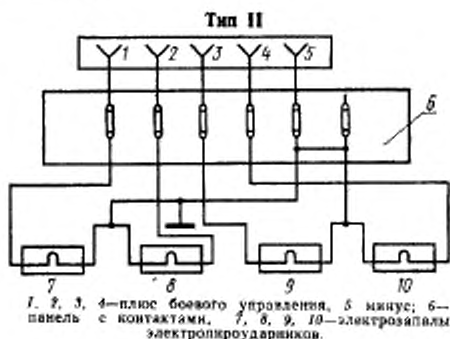 Тип II
1 2 3 4 5
6
7 8 9 10
1, 2, 3, 4—плюс боевого управления, 5 минус; 6—
панель с контактами, 7, 8, 9, 10—электрозапалы
электропироударников.